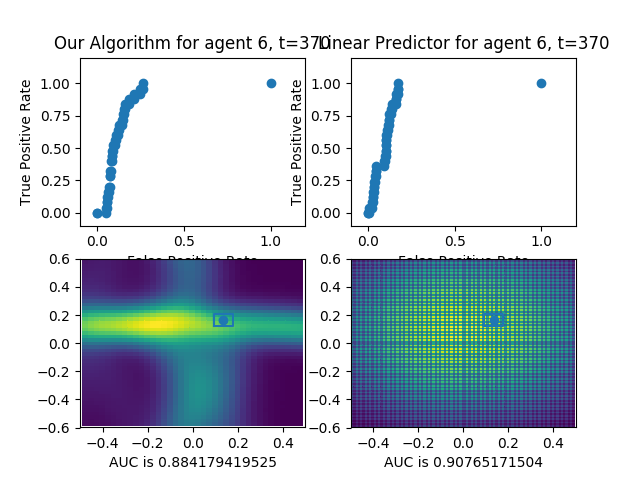 Our Algorithm for agent 6, t=370
Linear Predictor for agent 6, t=370
True Positive Rate
1.00
0.75
0.50
0.25
0.00
0.0 0.5 1.0
False Positive Rate
True Positive Rate
1.00
0.75
0.50
0.25
0.00
0.0 0.5 1.0
False Positive Rate
0.6
0.4
0.2
0.0
−0.2
−0.4
−0.6
−0.4 −0.2 0.0 0.2 0.4
AUC is 0.884179419525
0.6
0.4
0.2
0.0
−0.2
−0.4
−0.6
−0.4 −0.2 0.0 0.2 0.4
AUC is 0.90765171504